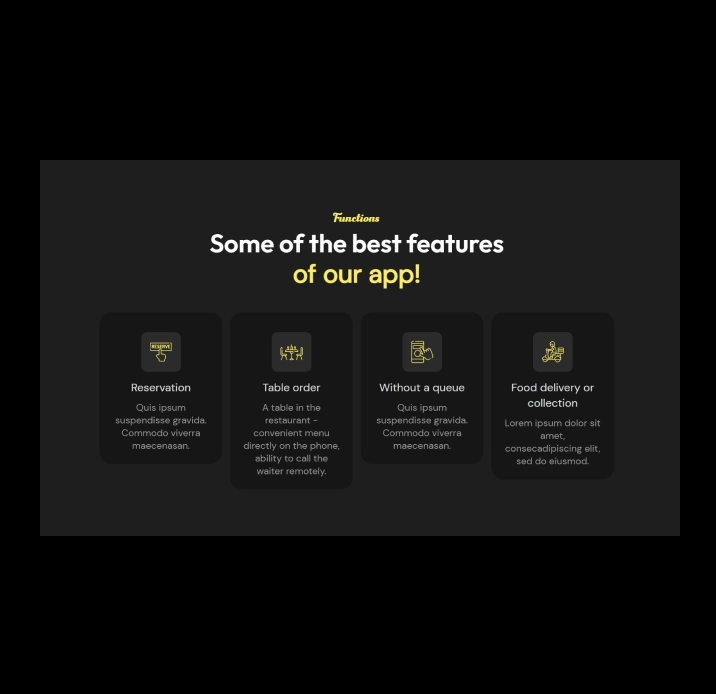 Functions
Some of the best features
of our app!
RESERVE
Reservation
Quis ipsum
suspendisse gravida.
Commodo viverra
maecenasan.
Table order
A table in the
restaurant -
convenient menu
directly on the phone,
ability to call the
waiter remotely.
Without a queue
Quis ipsum
suspendisse gravida.
Commodo viverra
maecenasan.
Food delivery or
collection
Lorem ipsum dolor sit
amet,
consecadipiscing elit,
sed do eiusmod.